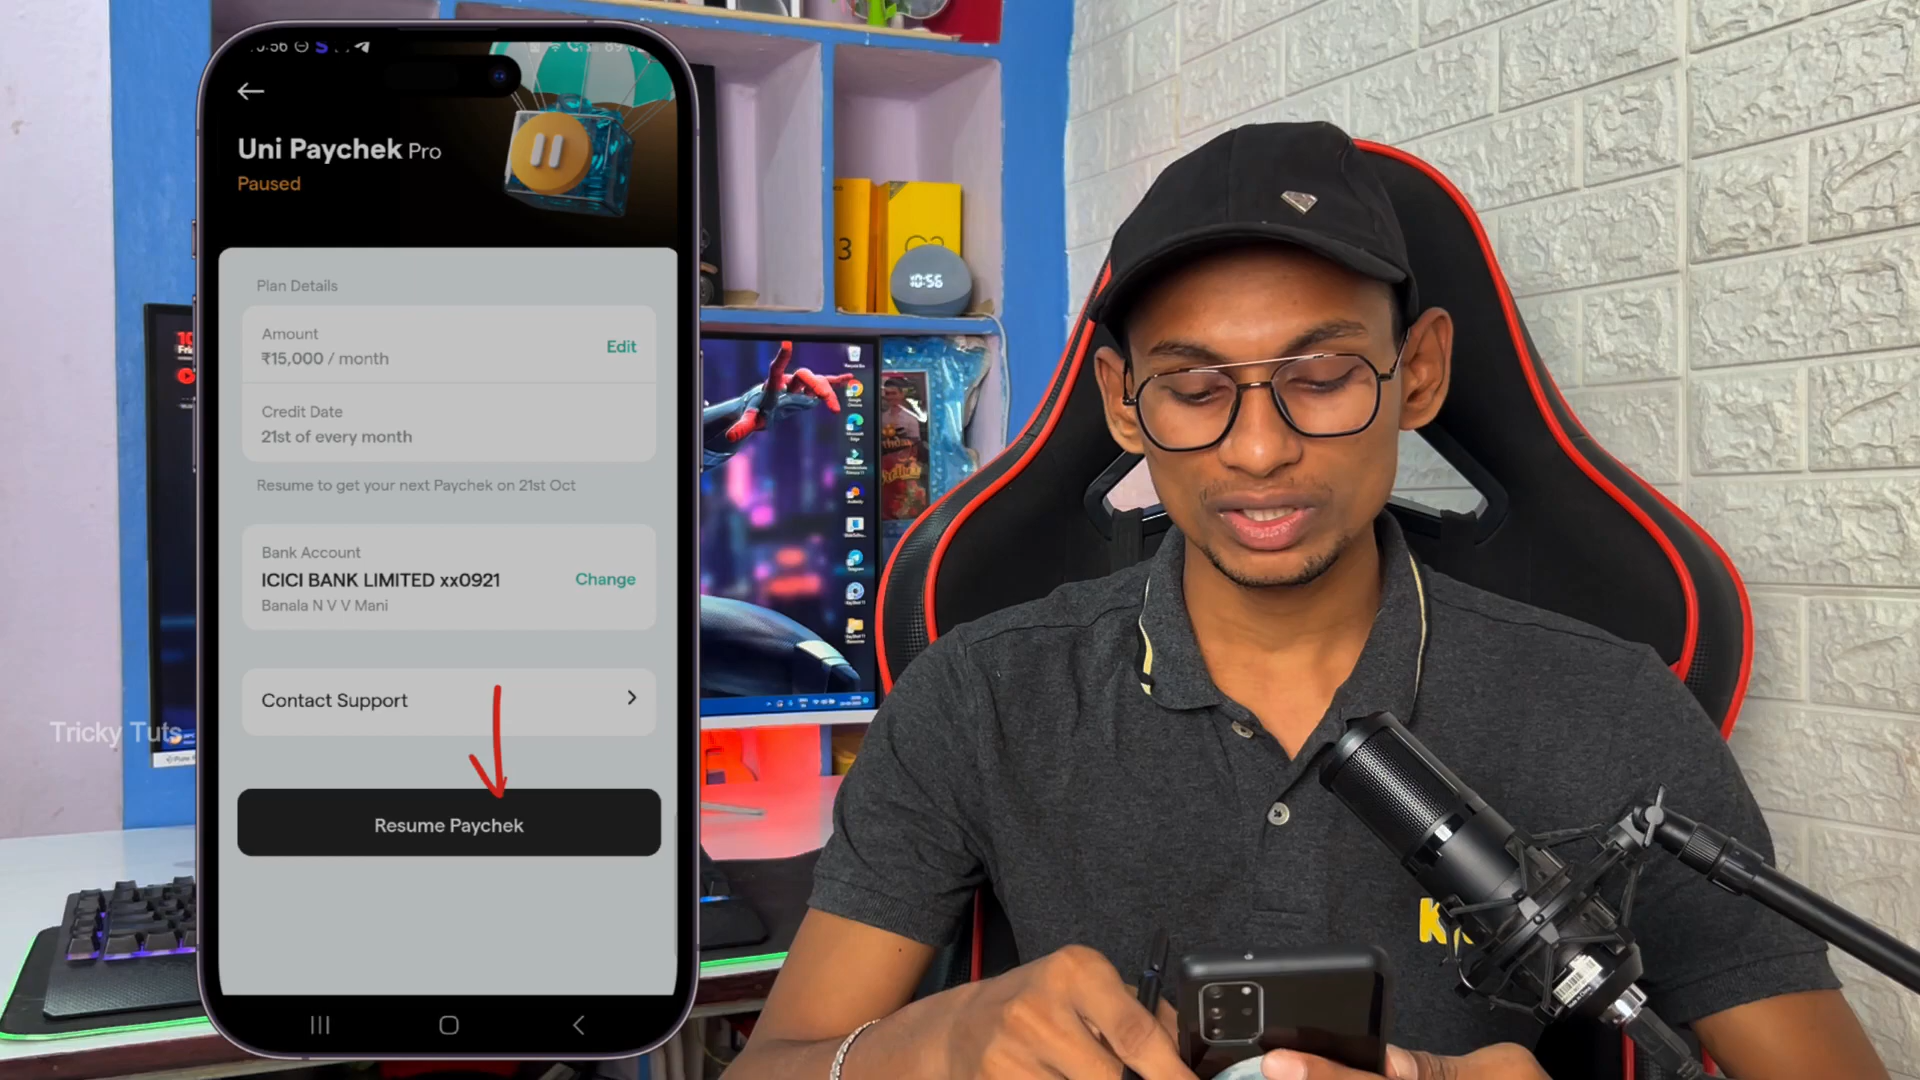 Uni Paychek Pro
Paused
Plan Details
Amount
₹15,000 / month
Edit
Credit Date
21st of every month
Resume to get your next Paychek on 21st Oct
Bank Account
ICICI BANK LIMITED xx0921
Change
Banala N V V Mani
Contact Support
Resume Paychek
Tricky Tuts
10:56
3